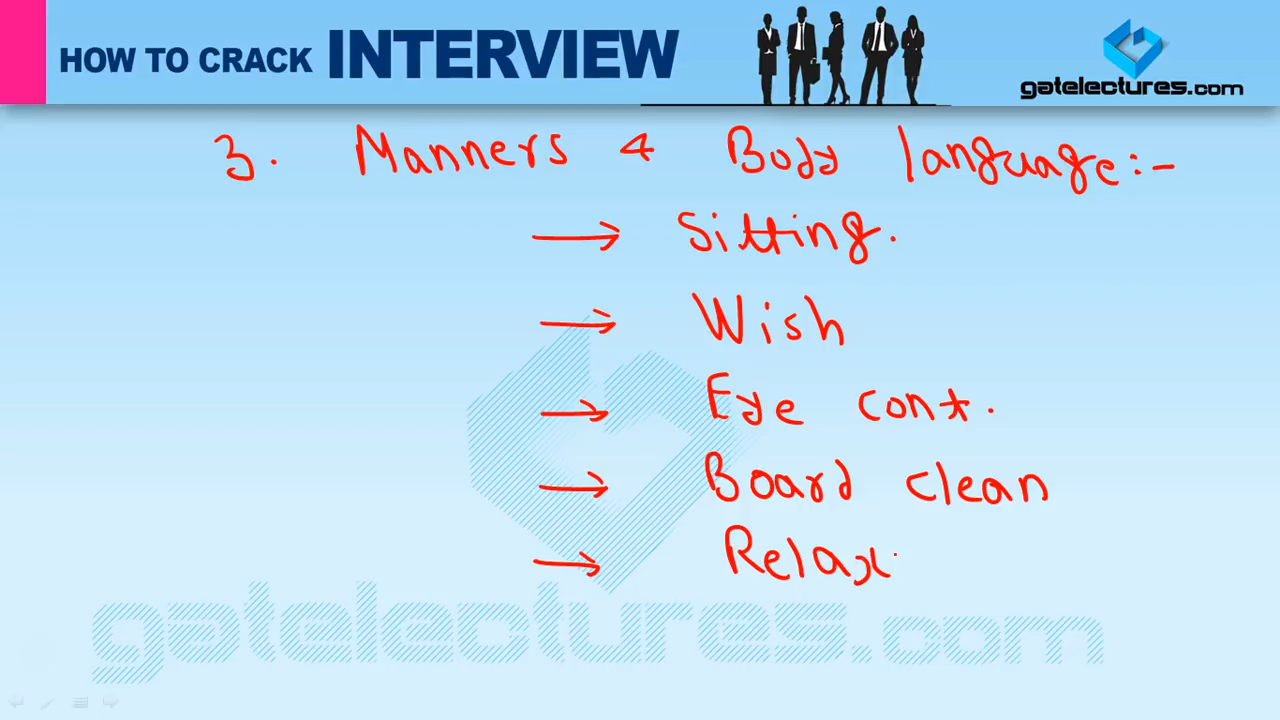 HOW TO CRACK INTERVIEW
gatelectures.com
3. Manners & Body language:-
→ Sitting.
→ Wish
→ Eye cont.
→ Board clean
→ Relax
gatelectures.com